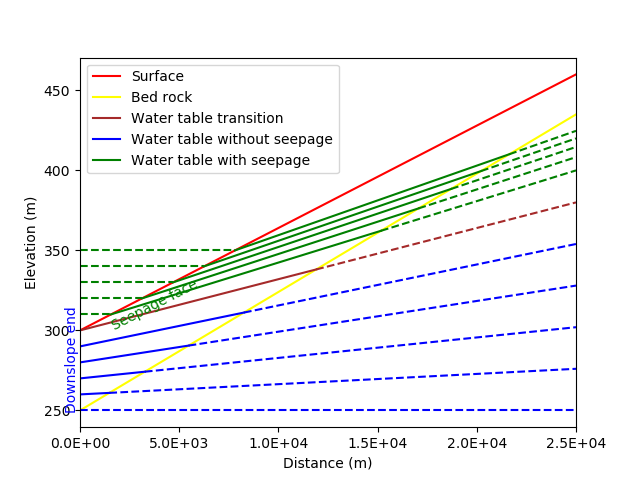 Surface
Bed rock
Water table transition
Water table without seepage
Water table with seepage
450
400
350
300
250
Elevation (m)
Downslope end
Seepage face
0.0E+00
5.0E+03
1.0E+04
1.5E+04
2.0E+04
2.5E+04
Distance (m)